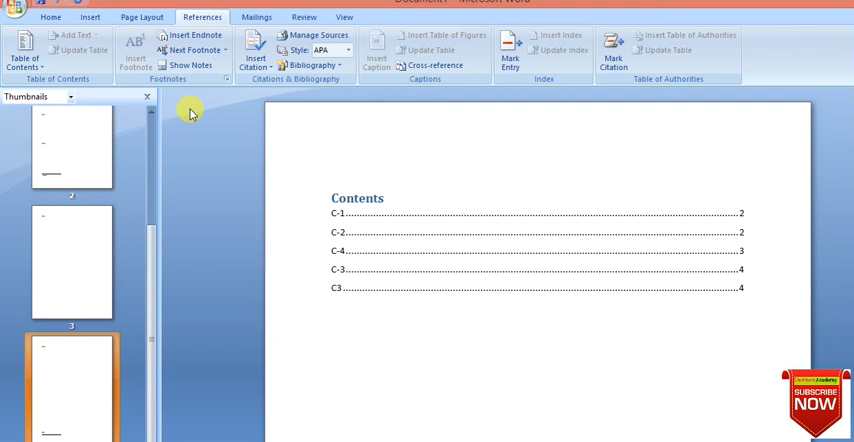 Document7 - Microsoft Word
Home Insert Page Layout References Mailings Review View
Table of Contents
Add Text
Update Table
Table of Contents
AB1
Insert Footnote
Insert Endnote
Next Footnote
Show Notes
Footnotes
Insert Citation
Manage Sources
Style: APA
Bibliography
Citations & Bibliography
Insert Caption
Insert Table of Figures
Update Table
Cross-reference
Captions
Mark Entry
Insert Index
Update Index
Index
Mark Citation
Insert Table of Authorities
Update Table
Table of Authorities
Thumbnails
2
3
Contents
C-1........................2
C-2........................2
C-4........................3
C-3........................4
C3........................4
SUBSCRIBE
NOW